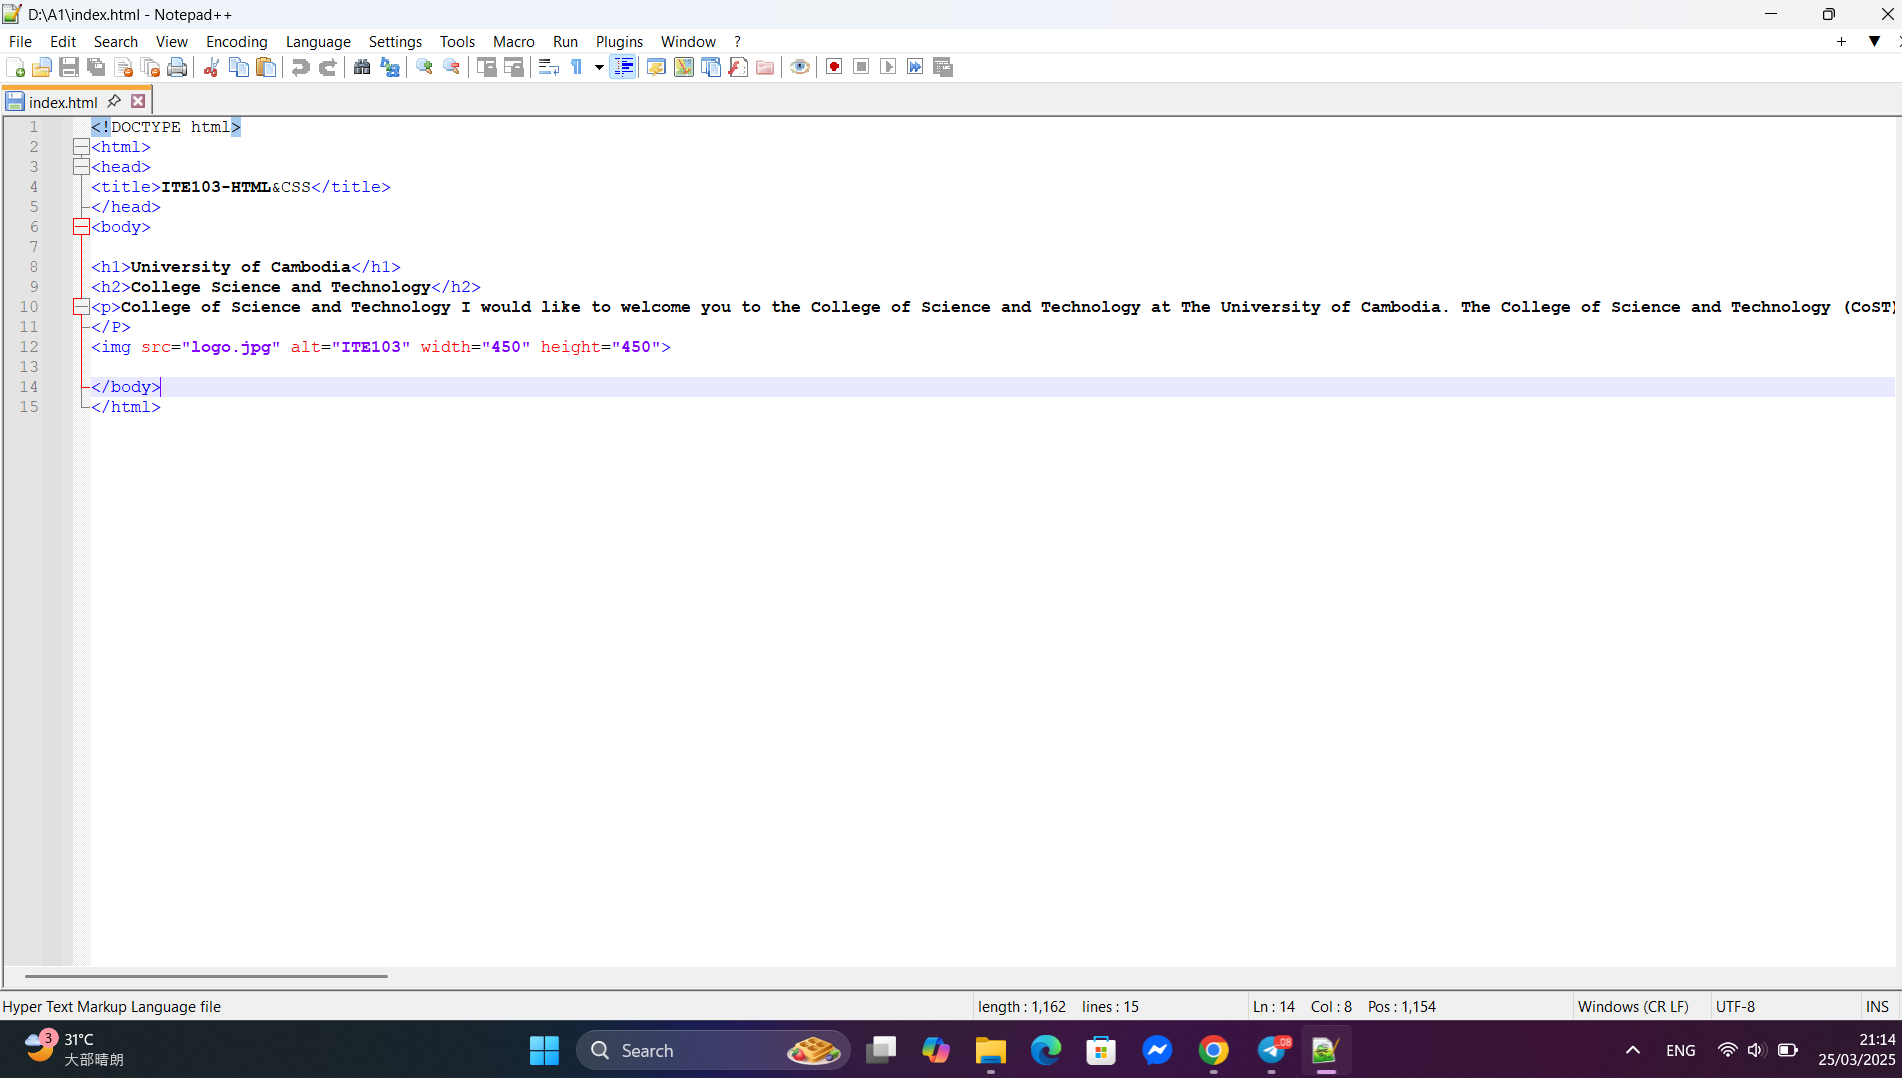 D:\A1\index.html - Notepad++
File Edit Search View Encoding Language Settings Tools Macro Run Plugins Window ?
index.html
1 <!DOCTYPE html>
2 <html>
3 <head>
4 <title>ITE103-HTML&CSS</title>
5 </head>
6 <body>
7
8 <h1>University of Cambodia</h1>
9 <h2>College Science and Technology</h2>
10 <p>College of Science and Technology I would like to welcome you to the College of Science and Technology at The University of Cambodia. The College of Science and Technology (CoST)
11 </P>
12 <img src="logo.jpg" alt="ITE103" width="450" height="450">
13
14 </body>
15 </html>
Hyper Text Markup Language file length : 1,162 lines : 15 Ln : 14 Col : 8 Pos : 1,154 Windows (CR LF) UTF-8 INS
3 31°C
大部晴朗
Search
.08
ENG
21:14
25/03/2025